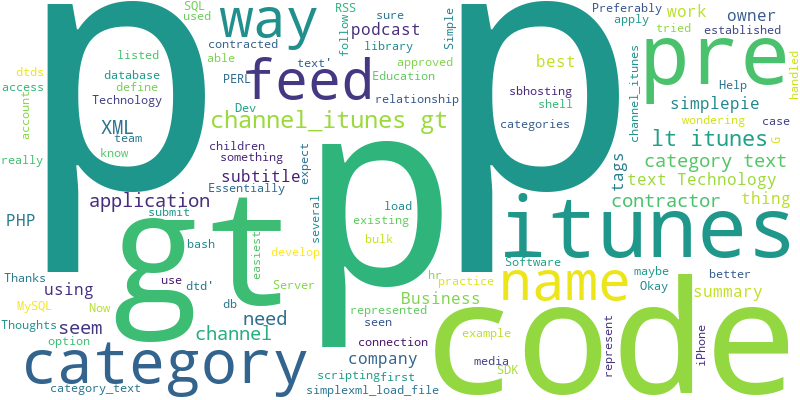 p
p
p
gt
code
itunes
category
pre
feed
way
name
channel_itunes gt
SQL
used
RSS
follow
sure
podcast
library
Simple
Preferably
apply
work
tried
owner
established
contracted
able
text'
PERL
approved
Education
relationship
Dev
listed
dtds
access
database
define
Technology
account
XML
team
know
really
best
sbhosting
shell
simplepie
Help
wondering
case
handled
G
categories
channel_itunes
lt itunes
category text
text Technology
tags
thing
contractor
children
something
subtitle
Essentially
expect
application
submit
PHP
seem
using
bash
dtd'
use
easiest
several
load
existing
bulk
develop
Server
need
db
channel
Thanks
MySQL
Now
Thoughts
option
category_text
hr
practice
Business
represented
seen
connection
company
scripting
first
simplexml_load_file
Software
maybe
Okay
better
summary
example
media
SDK
represent
iPhone